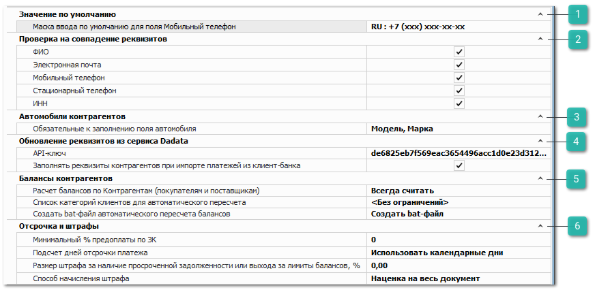 Значение по умолчанию 1
Маска ввода по умолчанию для поля Мобильный телефон RU : +7 (xxx) xxx-xx-xx
Проверка на совпадение реквизитов 2
ФИО
Электронная почта
Мобильный телефон
Стационарный телефон
ИНН
Автомобили контрагентов 3
Обязательные к заполнению поля автомобиля Модель, Марка
Обновление реквизитов из сервиса Dadata 4
API-ключ de6825eb7f569eac3654496acc1d0e23d312...
Заполнять реквизиты контрагентов при импорте платежей из клиент-банка
Балансы контрагентов 5
Расчет балансов по Контрагентам (покупателям и поставщикам) Всегда считать
Список категорий клиентов для автоматического пересчета <Без ограничений>
Создать bat-файл автоматического пересчета балансов Создать bat-файл
Отсрочка и штрафы 6
Минимальный % предоплаты по ЗК 0
Подсчет дней отсрочки платежа Использовать календарные дни
Размер штрафа за наличие просроченной задолженности или выхода за лимиты балансов, % 0,00
Способ начисления штрафа Наценка на весь документ